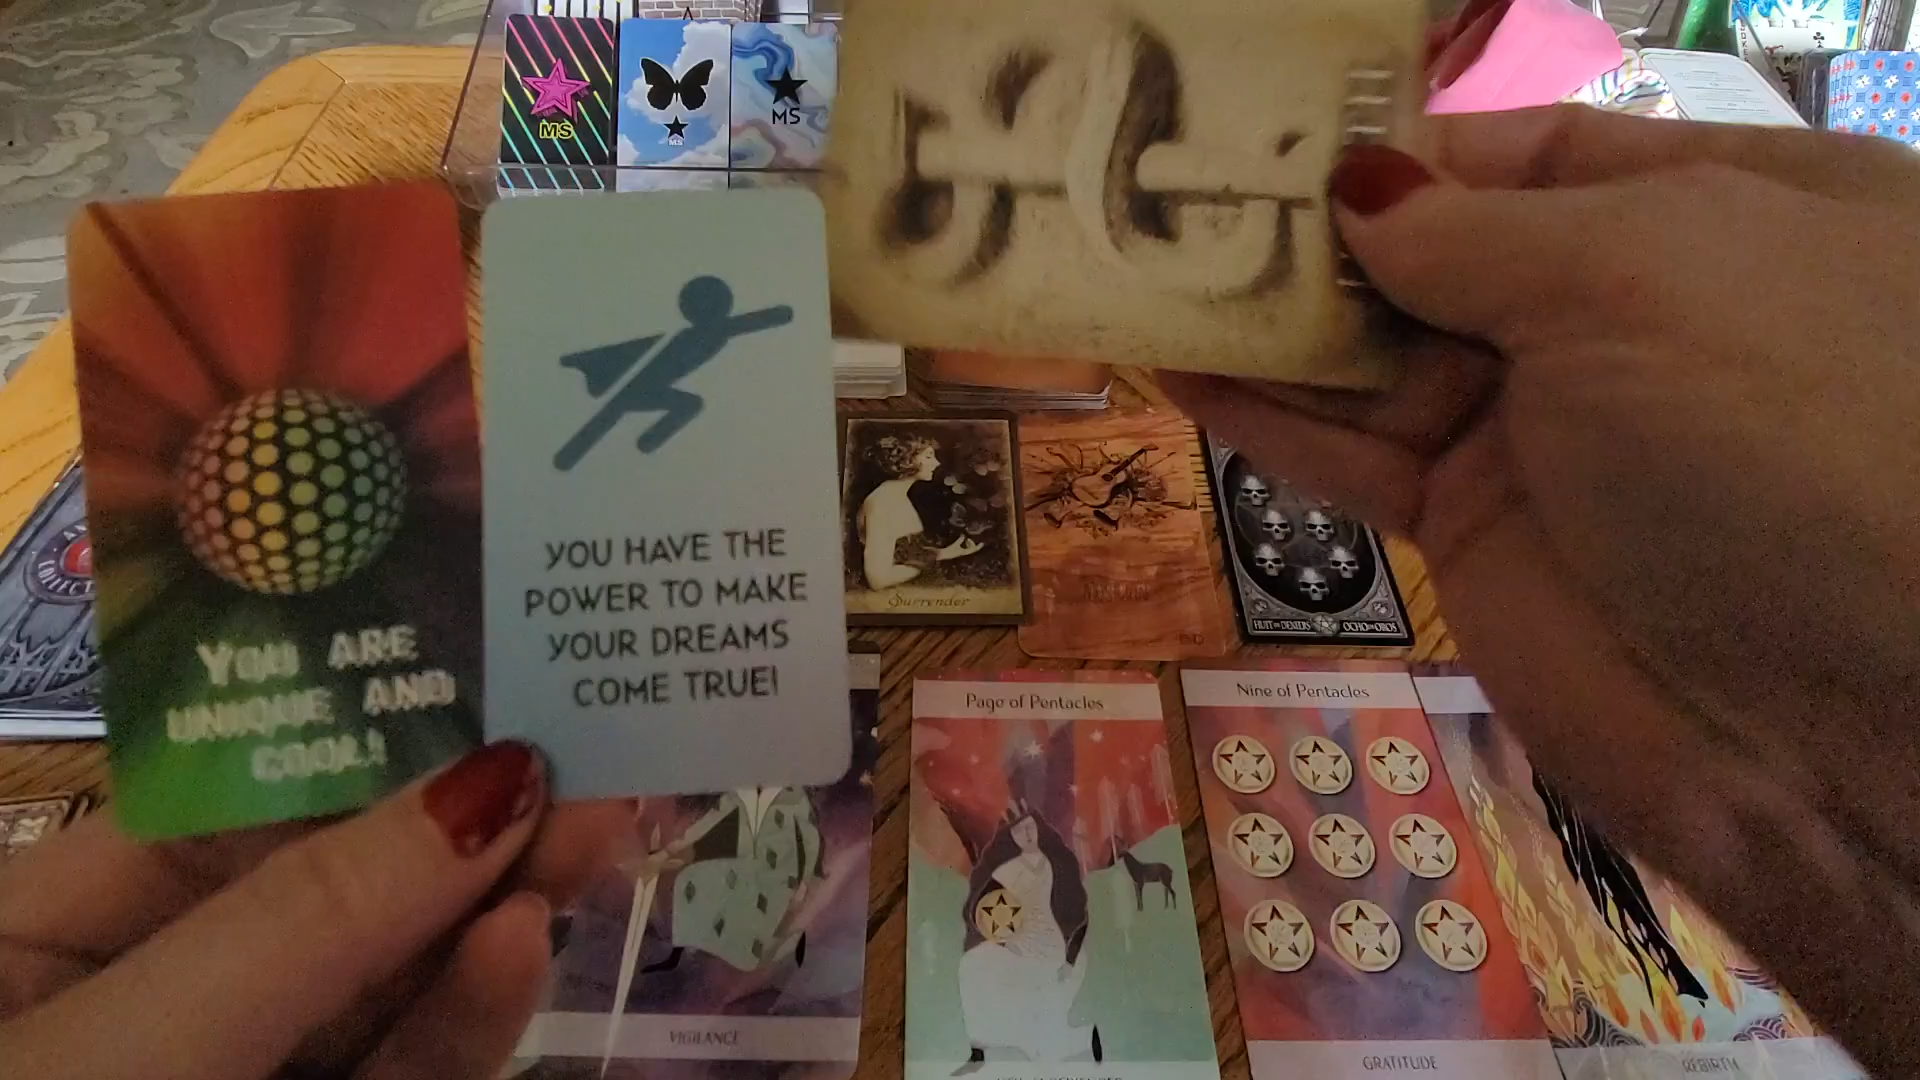 MS
MS
MS
YOU ARE
UNIQUE AND
COOL!
YOU HAVE THE
POWER TO MAKE
YOUR DREAMS
COME TRUE!
Surrender
HUIT DE DENIERS
OCHO DE OROS
Page of Pentacles
Nine of Pentacles
VIGILANCE
GRATITUDE
REBIRTH